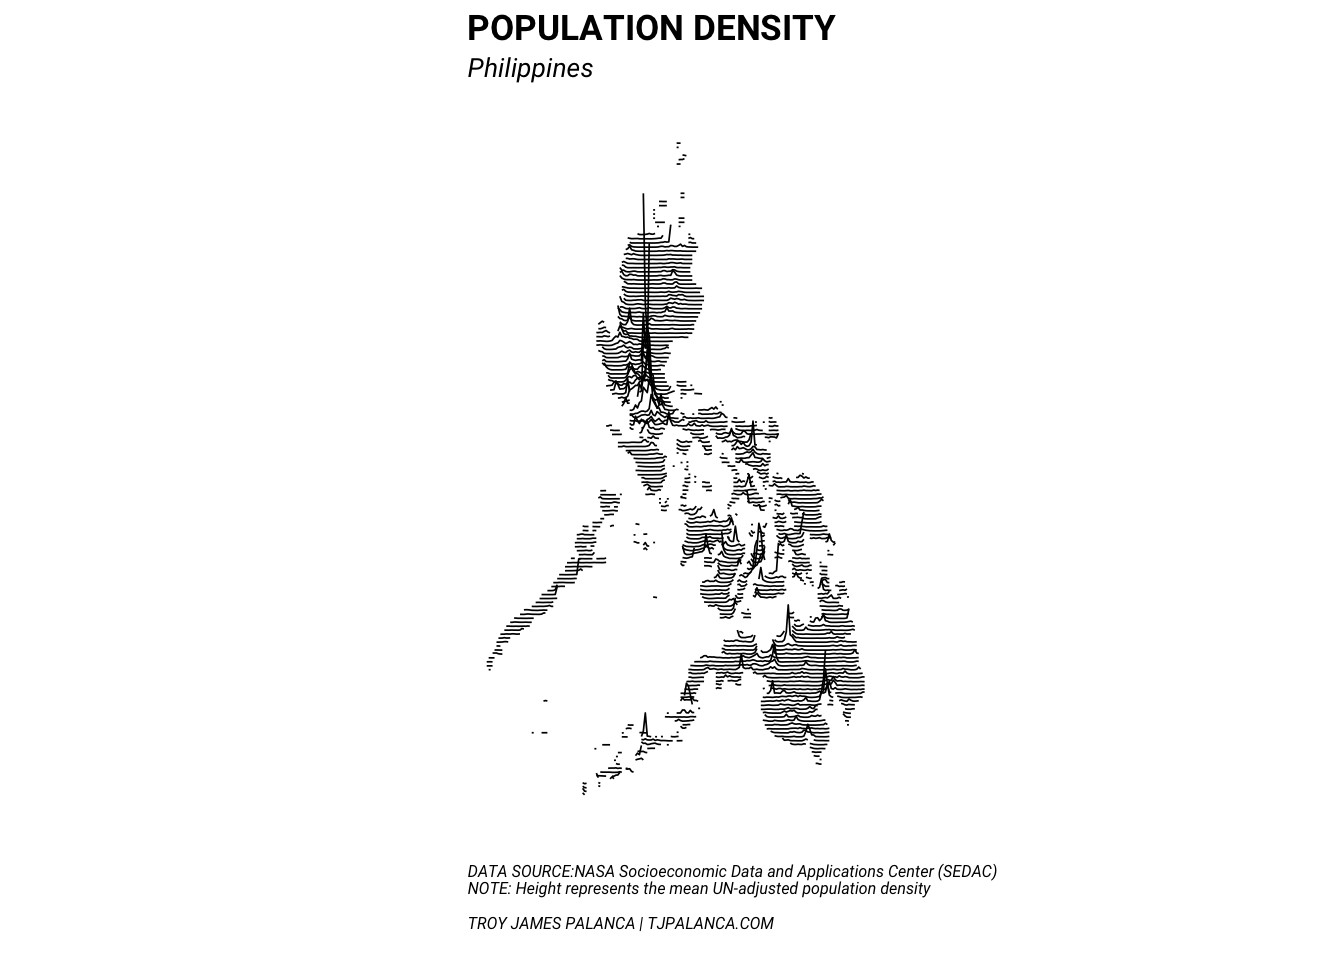 POPULATION DENSITY
Philippines
DATA SOURCE:NASA Socioeconomic Data and Applications Center (SEDAC)
NOTE: Height represents the mean UN-adjusted population density
TROY JAMES PALANCA | TJPALANCA.COM